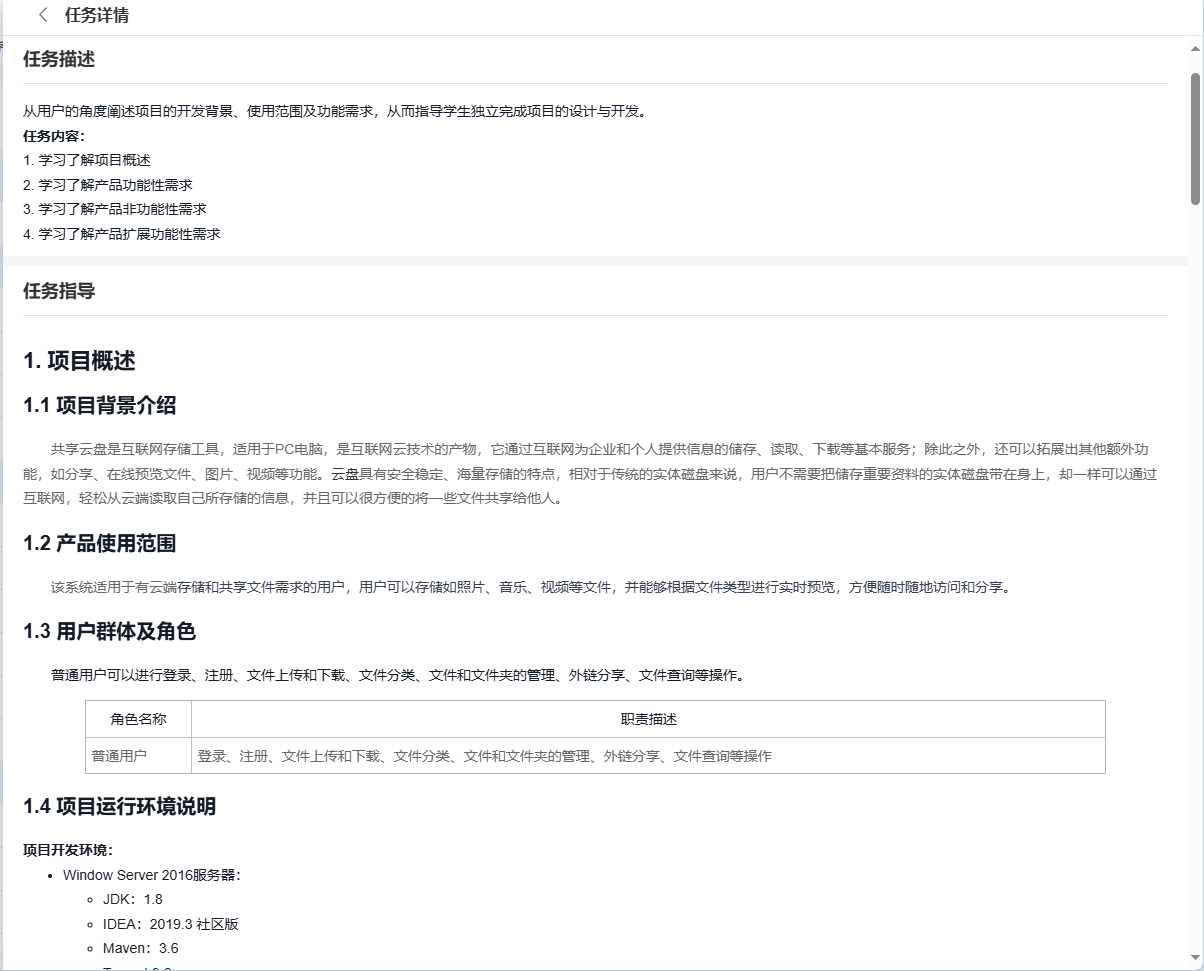 任务详情
任务描述
从用户的角度阐述项目的开发背景、使用范围及功能需求，从而指导学生独立完成项目的设计与开发。
任务内容：
1. 学习了解项目概述
2. 学习了解产品功能性需求
3. 学习了解产品非功能性需求
4. 学习了解产品扩展功能性需求
任务指导
1. 项目概述
1.1 项目背景介绍
共享云盘是互联网存储工具，适用于PC电脑，是互联网云技术的产物，它通过互联网为企业和个人提供信息的储存、读取、下载等基本服务；除此之外，还可以拓展出其他额外功
能，如分享、在线预览文件、图片、视频等功能。云盘具有安全稳定、海量存储的特点，相对于传统的实体磁盘来说，用户不需要把储存重要资料的实体磁盘带在身上，却一样可以通过
互联网，轻松从云端读取自己所存储的信息，并且可以很方便的将一些文件共享给他人。
1.2 产品使用范围
该系统适用于有云端存储和共享文件需求的用户，用户可以存储如照片、音乐、视频等文件，并能够根据文件类型进行实时预览，方便随时随地访问和分享。
1.3 用户群体及角色
普通用户可以进行登录、注册、文件上传和下载、文件分类、文件和文件夹的管理、外链分享、文件查询等操作。
角色名称 职责描述
普通用户 登录、注册、文件上传和下载、文件分类、文件和文件夹的管理、外链分享、文件查询等操作
1.4 项目运行环境说明
项目开发环境：
Window Server 2016服务器：
JDK：1.8
IDEA：2019.3 社区版
Maven：3.6